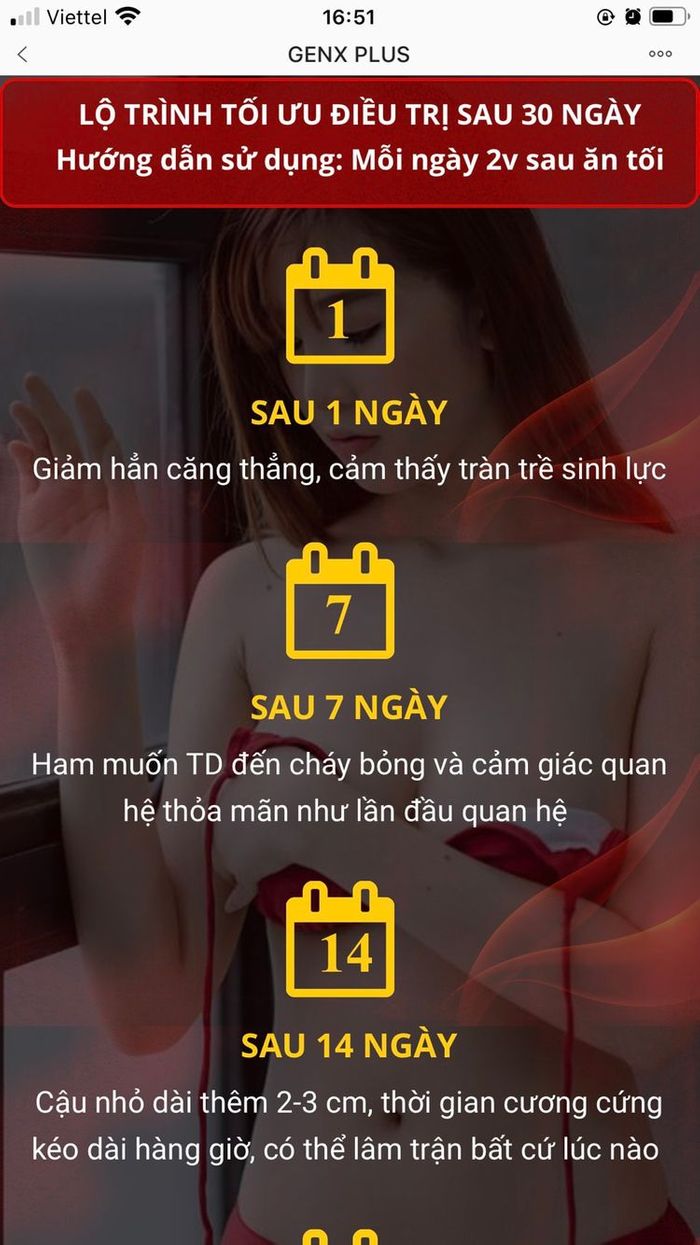 Viettel 16:51
GENX PLUS
LỘ TRÌNH TỐI ƯU ĐIỀU TRỊ SAU 30 NGÀY
Hướng dẫn sử dụng: Mỗi ngày 2v sau ăn tối
1
SAU 1 NGÀY
Giảm hẳn căng thẳng, cảm thấy tràn trề sinh lực
7
SAU 7 NGÀY
Ham muốn TD đến cháy bỏng và cảm giác quan
hệ thỏa mãn như lần đầu quan hệ
14
SAU 14 NGÀY
Cậu nhỏ dài thêm 2-3 cm, thời gian cương cứng
kéo dài hàng giờ, có thể lâm trận bất cứ lúc nào